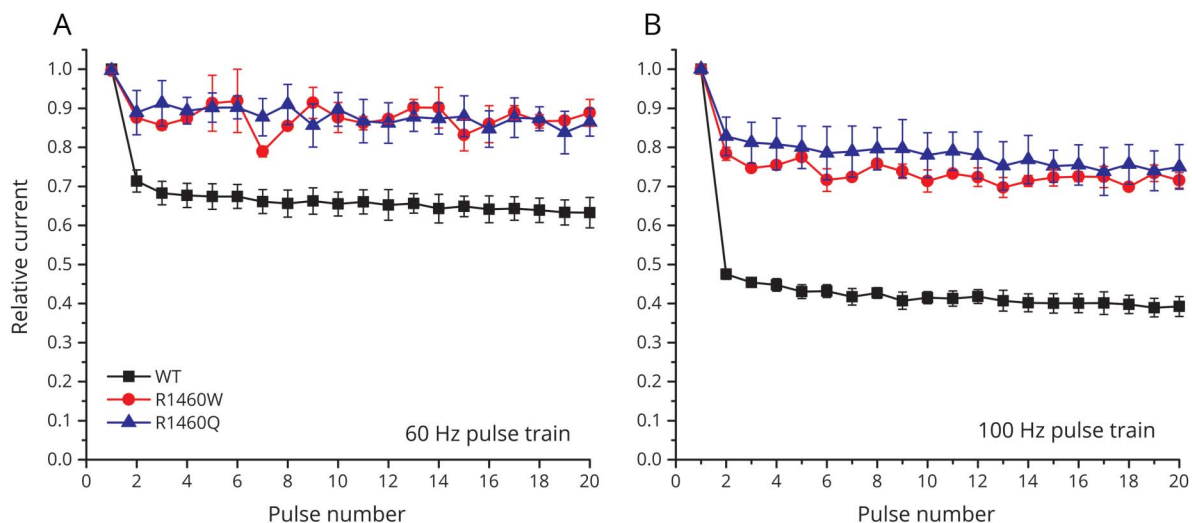 A
1.0
0.9
0.8
0.7
0.6
0.5
0.4
0.3
0.2
0.1
0.0
Relative current
WT
R1460W
R1460Q
60 Hz pulse train
0 2 4 6 8 10 12 14 16 18 20
Pulse number
B
1.0
0.9
0.8
0.7
0.6
0.5
0.4
0.3
0.2
0.1
0.0
100 Hz pulse train
0 2 4 6 8 10 12 14 16 18 20
Pulse number